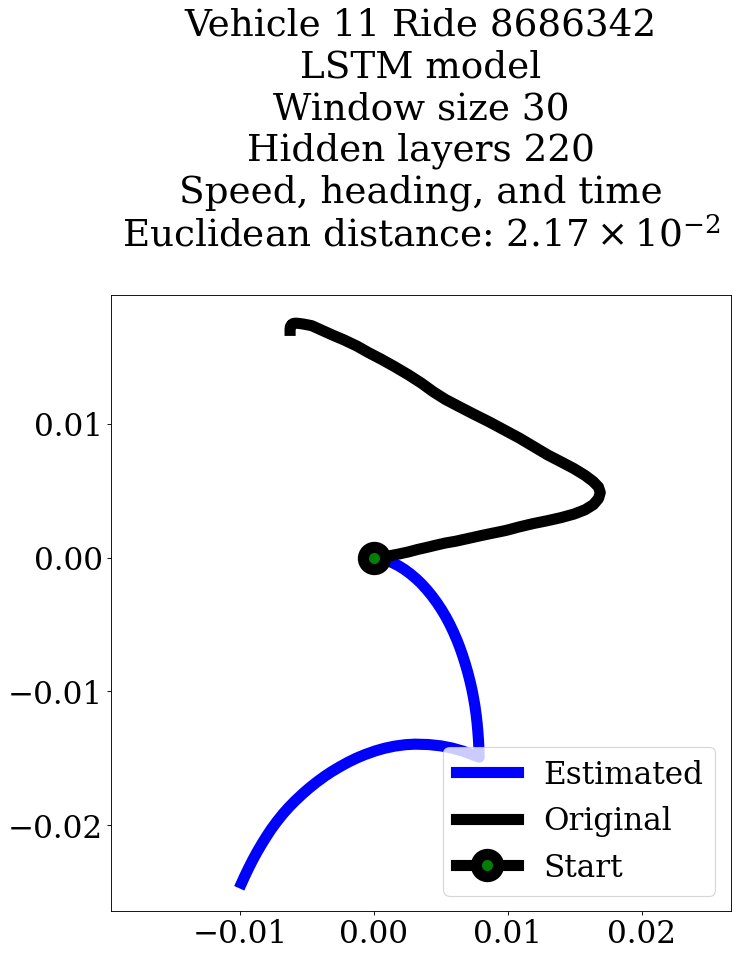 Vehicle 11 Ride 8686342
LSTM model
Window size 30
Hidden layers 220
Speed, heading, and time
Euclidean distance: 2.17 × 10⁻²
0.01
0.00
−0.01
−0.02
Estimated
Original
Start
−0.01 0.00 0.01 0.02